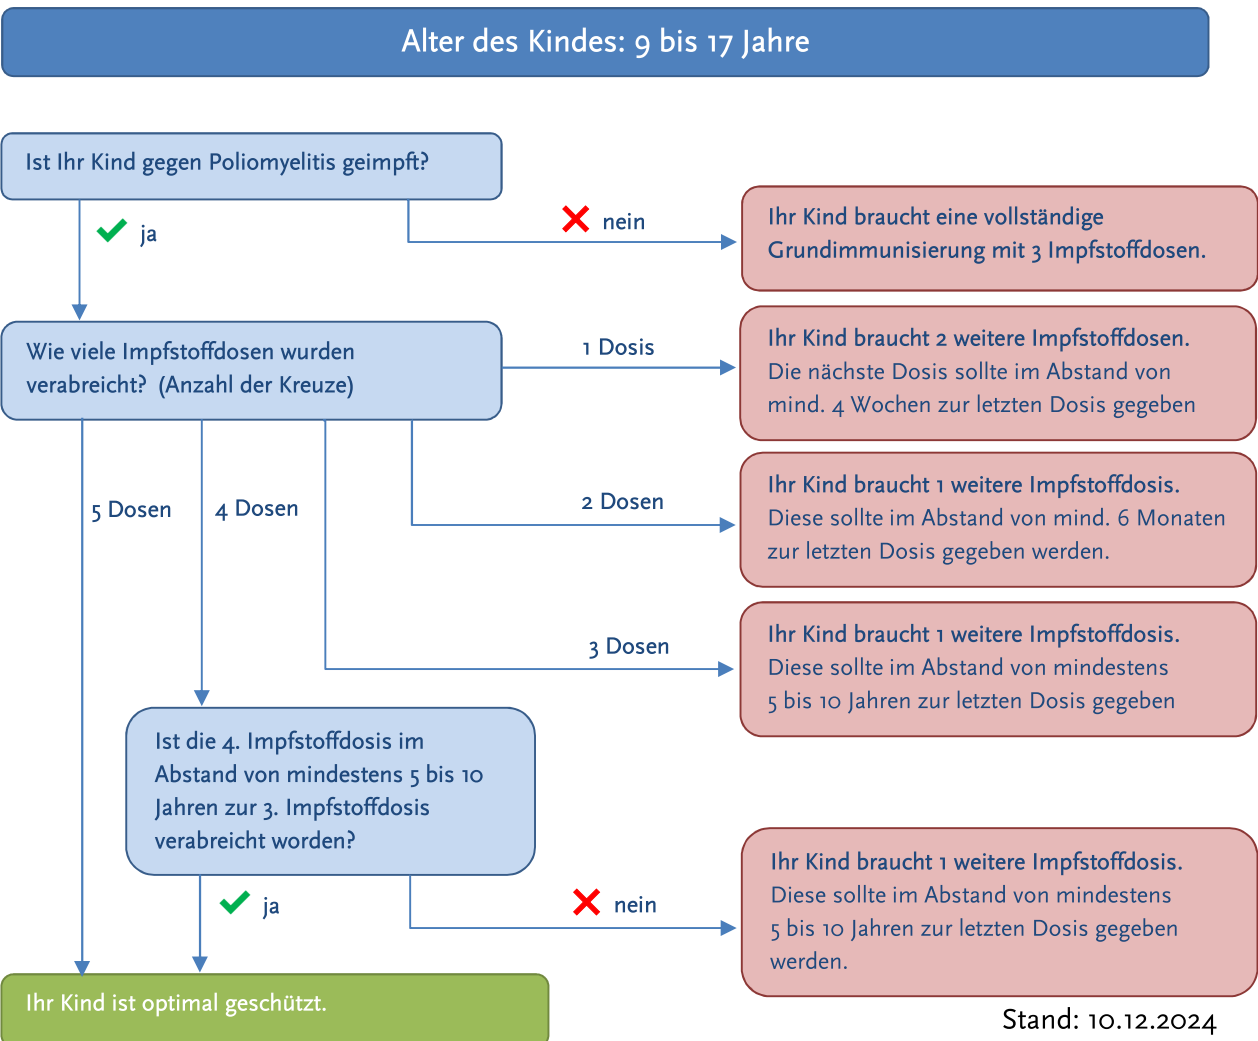 Alter des Kindes: 9 bis 17 Jahre
Ist Ihr Kind gegen Poliomyelitis geimpft?
ja
nein
Ihr Kind braucht eine vollständige
Grundimmunisierung mit 3 Impfstoffdosen.
Wie viele Impfstoffdosen wurden
verabreicht? (Anzahl der Kreuze)
1 Dosis
Ihr Kind braucht 2 weitere Impfstoffdosen.
Die nächste Dosis sollte im Abstand von
mind. 4 Wochen zur letzten Dosis gegeben
5 Dosen
4 Dosen
2 Dosen
Ihr Kind braucht 1 weitere Impfstoffdosis.
Diese sollte im Abstand von mind. 6 Monaten
zur letzten Dosis gegeben werden.
3 Dosen
Ihr Kind braucht 1 weitere Impfstoffdosis.
Diese sollte im Abstand von mindestens
5 bis 10 Jahren zur letzten Dosis gegeben
Ist die 4. Impfstoffdosis im
Abstand von mindestens 5 bis 10
Jahren zur 3. Impfstoffdosis
verabreicht worden?
ja
nein
Ihr Kind braucht 1 weitere Impfstoffdosis.
Diese sollte im Abstand von mindestens
5 bis 10 Jahren zur letzten Dosis gegeben
werden.
Ihr Kind ist optimal geschützt.
Stand: 10.12.2024